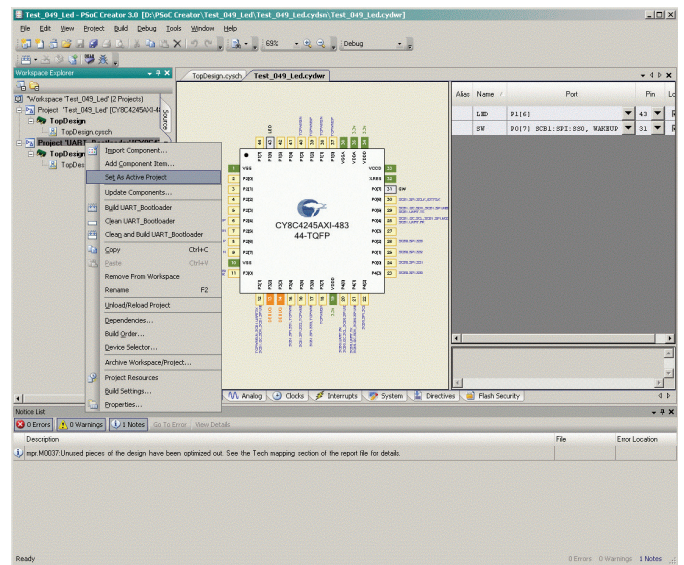 Test_049_Led - PSoC Creator 3.0 [D:\PSoC Creator\Test_049_Led\Test_049_Led.cydsn\Test_049_Led.cydwr]
File Edit View Project Build Debug Tools Window Help
69% Debug
Workspace Explorer
TopDesign.cysch Test_049_Led.cydwr
Workspace 'Test_049_Led' (2 Projects)
Project 'Test_049_Led' [CY8C4245AXI-4
TopDesign
TopDesign.cysch
Project 'UART_Bootloader'
TopDesign
TopDes
Source
Import Component...
Add Component Item...
Set As Active Project
Update Components...
Build UART_Bootloader
Clean UART_Bootloader
Clean and Build UART_Bootloader
Copy Ctrl+C
Paste Ctrl+V
Remove From Workspace
Rename F2
Unload/Reload Project
Dependencies...
Build Order...
Device Selector...
Archive Workspace/Project...
Project Resources
Build Settings...
Properties...
LED
CY8C4245AXI-483
44-TQFP
SW
Alias Name / Port Pin Lo
LED P1[6] 43
SW P0[7] SCB1:SPI:SS0, WAKEUP 31
Analog Clocks Interrupts System Directives Flash Security
Notice List
0 Errors 0 Warnings 1 Notes Go To Error View Details
Description File Error Location
mpr.M0037:Unused pieces of the design have been optimized out. See the Tech mapping section of the report file for details.
Ready 0 Errors 0 Warnings 1 Notes